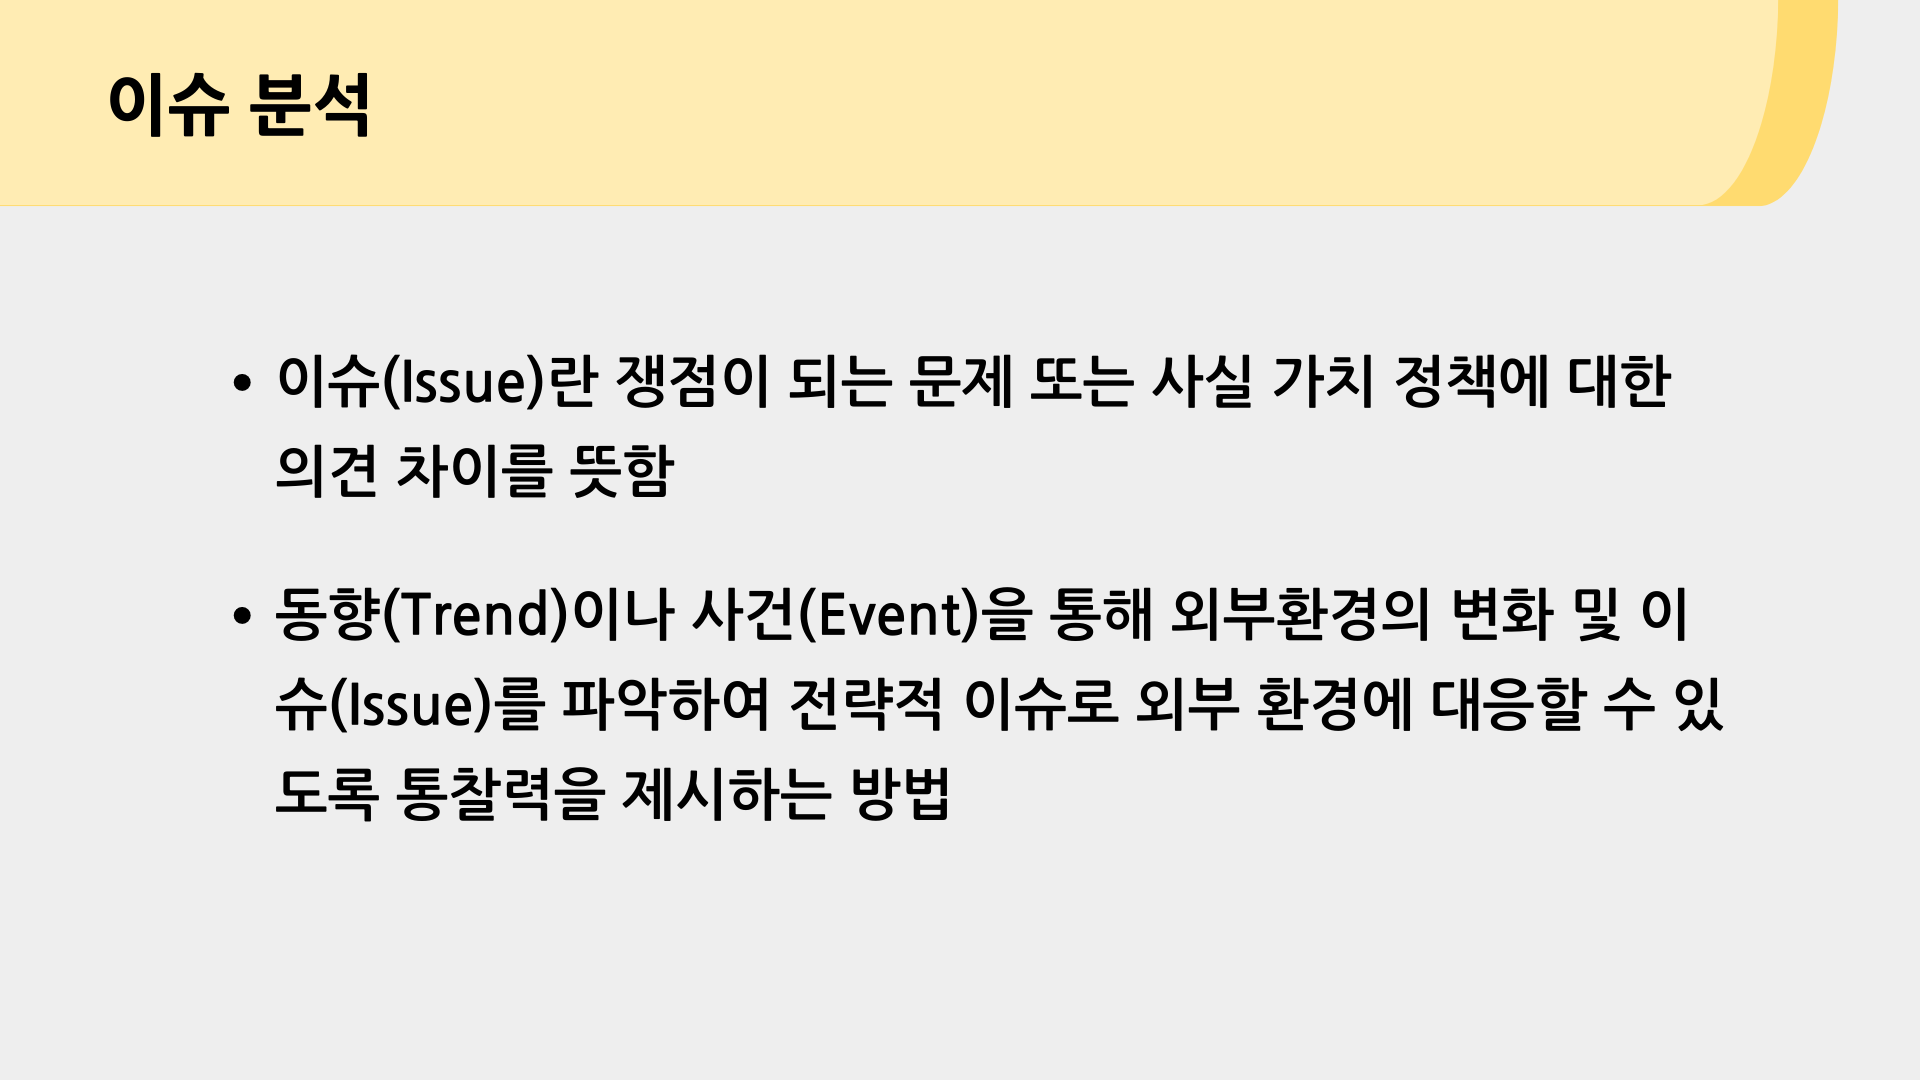 이슈 분석
• 이슈(Issue)란 쟁점이 되는 문제 또는 사실 가치 정책에 대한
의견 차이를 뜻함
• 동향(Trend)이나 사건(Event)을 통해 외부환경의 변화 및 이
슈(Issue)를 파악하여 전략적 이슈로 외부 환경에 대응할 수 있
도록 통찰력을 제시하는 방법